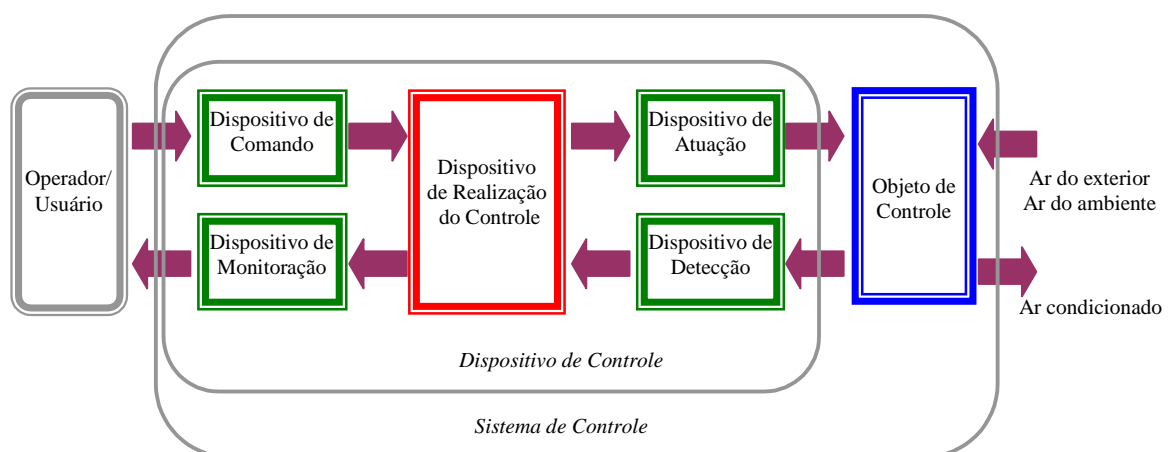 Operador/
Usuário
Dispositivo de
Comando
Dispositivo de
Monitoração
Dispositivo
de Realização
do Controle
Dispositivo de
Atuação
Dispositivo de
Detecção
Objeto de
Controle
Ar do exterior
Ar do ambiente
Ar condicionado
Dispositivo de Controle
Sistema de Controle